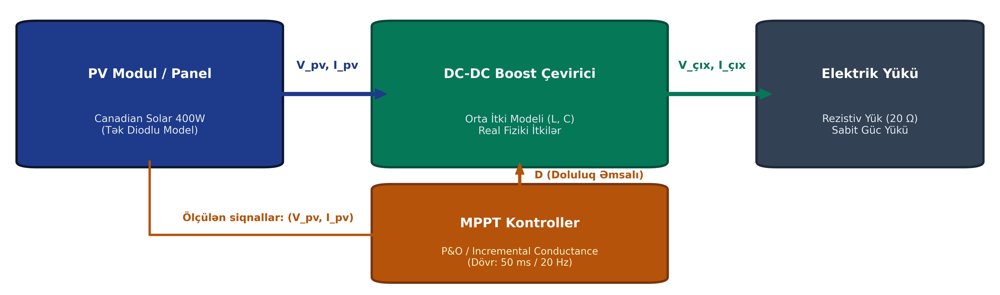 PV Modul / Panel
Canadian Solar 400W
(Tək Diodlu Model)
V_pv, I_pv
DC-DC Boost Çevirici
Orta İtki Modeli (L, C)
Real Fiziki İtkilər
V_çıx, I_çıx
Elektrik Yükü
Rezistiv Yük (20 Ω)
Sabit Güc Yükü
D (Doluluq Əmsalı)
Ölçülən siqnallar: (V_pv, I_pv)
MPPT Kontroller
P&O / Incremental Conductance
(Dövr: 50 ms / 20 Hz)